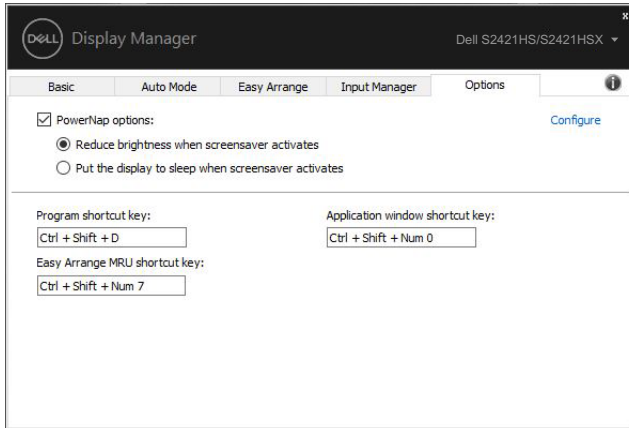 x
DELL Display Manager Dell S2421HS/S2421HSX
Basic Auto Mode Easy Arrange Input Manager Options i
PowerNap options: Configure
Reduce brightness when screensaver activates
Put the display to sleep when screensaver activates
Program shortcut key: Application window shortcut key:
Ctrl + Shift + D Ctrl + Shift + Num 0
Easy Arrange MRU shortcut key:
Ctrl + Shift + Num 7